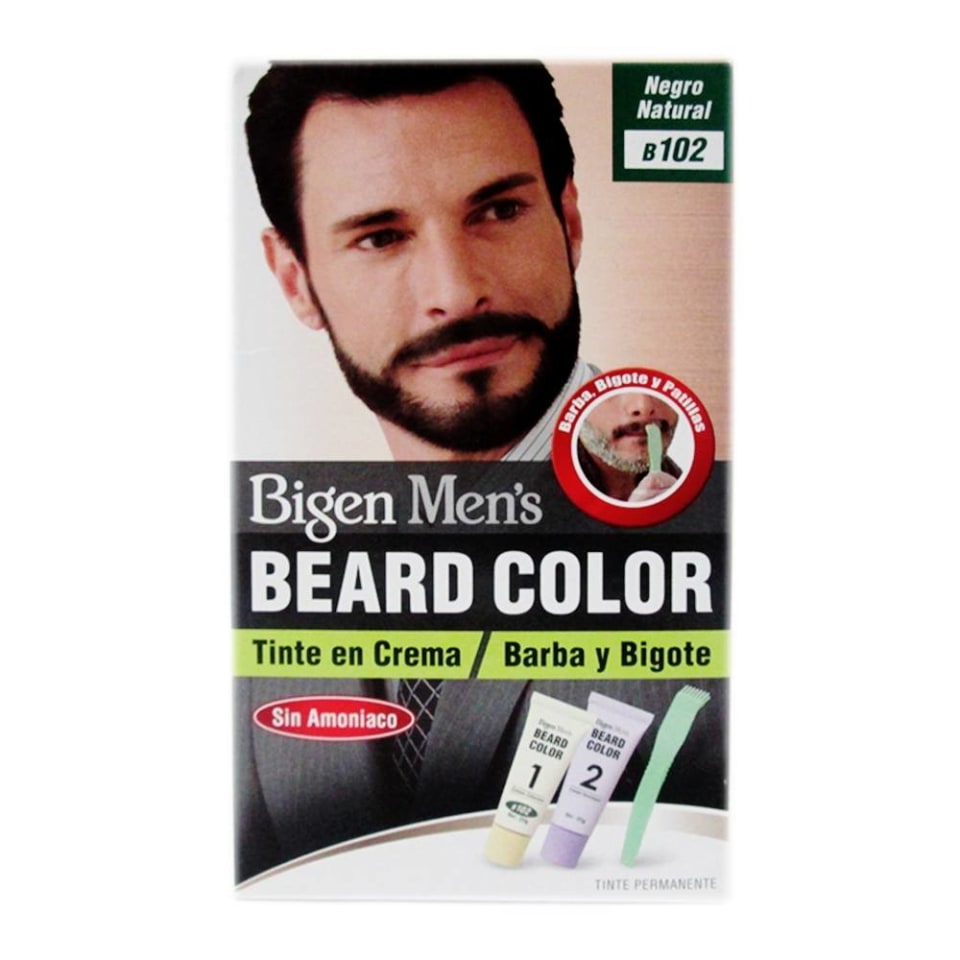 Negro
Natural
B102
Barba, Bigote y Patillas
Bigen Men's
BEARD COLOR
Tinte en Crema / Barba y Bigote
Sin Amoniaco
Bigen Men's
BEARD
COLOR
1
B102
Bigen Men's
BEARD
COLOR
2
TINTE PERMANENTE